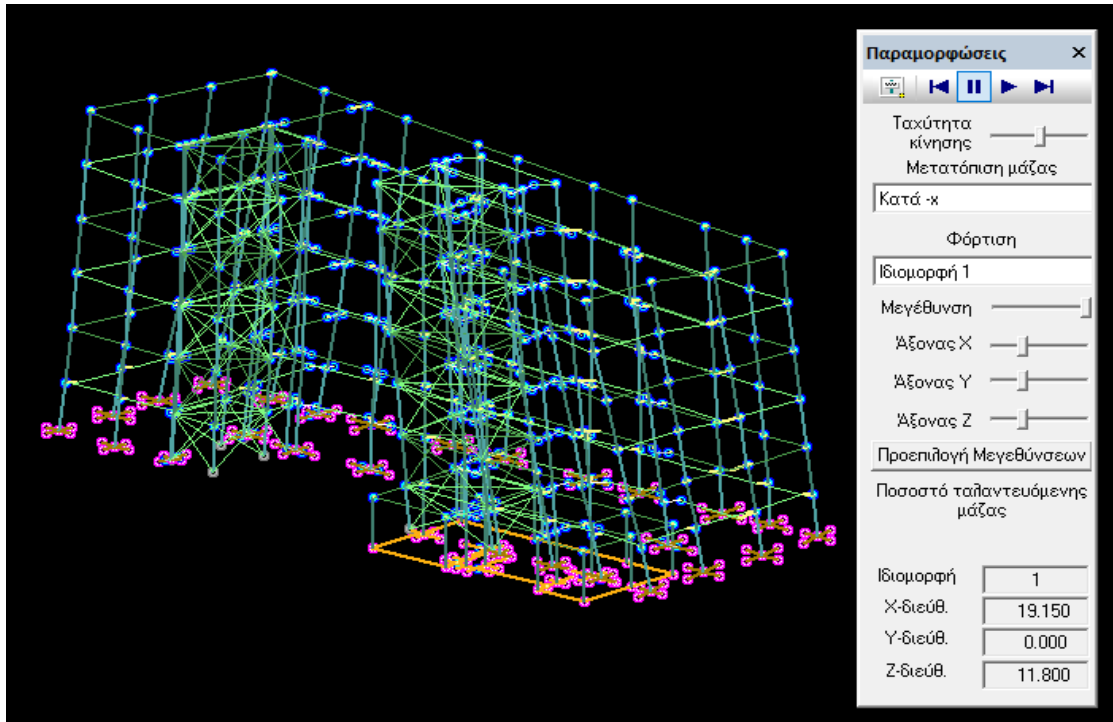 Παραμορφώσεις
Ταχύτητα
κίνησης
Μετατόπιση μάζας
Κατά -x
Φόρτιση
Ιδιομορφή 1
Μεγέθυνση
Άξονας X
Άξονας Y
Άξονας Z
Προεπιλογή Μεγεθύνσεων
Ποσοστό ταλαντευόμενης
μάζας
Ιδιομορφή 1
X-διεύθ. 19.150
Y-διεύθ. 0.000
Z-διεύθ. 11.800